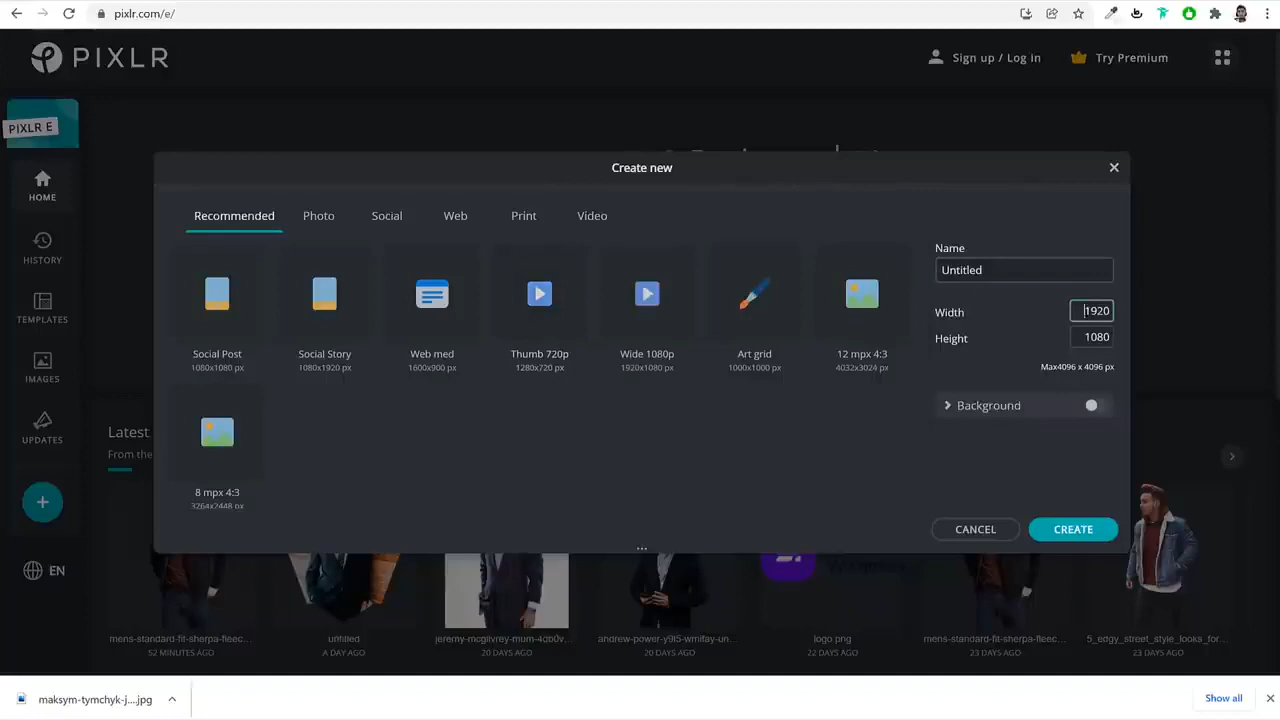 pixlr.com/e/
PIXLR
Sign up / Log in
Try Premium
PIXLR E
HOME
HISTORY
TEMPLATES
IMAGES
UPDATES
EN
Create new
Recommended
Photo
Social
Web
Print
Video
Social Post
1080x1080 px
Social Story
1080x1920 px
Web med
1600x900 px
Thumb 720p
1280x720 px
Wide 1080p
1920x1080 px
Art grid
1000x1000 px
12 mpx 4:3
4032x3024 px
8 mpx 4:3
3264x2448 px
Name
Untitled
Width
1920
Height
1080
Max4096 x 4096 px
Background
CANCEL
CREATE
Latest
From the
mens-standard-fit-sherpa-fleec...
52 MINUTES AGO
untitled
A DAY AGO
jeremy-mcgilvrey-mum-4db0v...
20 DAYS AGO
andrew-power-y9l5-wmifay-un...
20 DAYS AGO
logo.png
22 DAYS AGO
mens-standard-fit-sherpa-fleec...
23 DAYS AGO
5_edgy_street_style_looks_for...
23 DAYS AGO
maksym-tymchyk-j....jpg
Show all